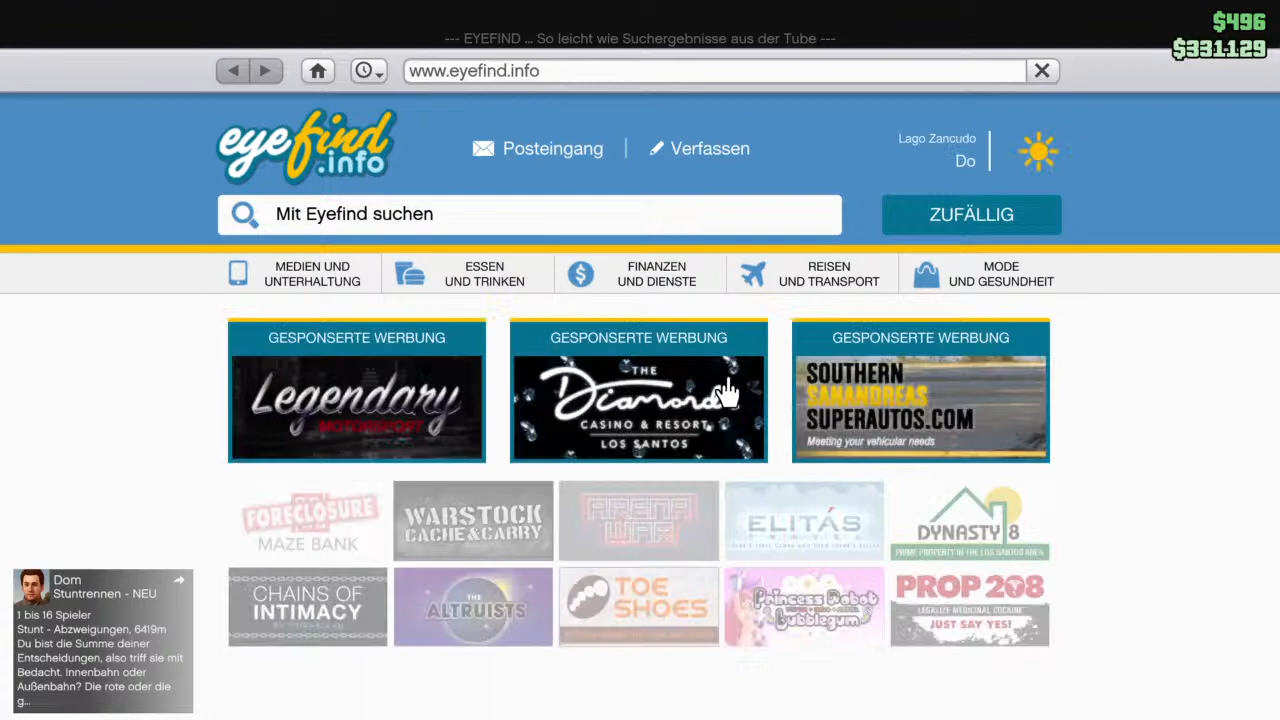 $496
$331.129
--- EYEFIND ... So leicht wie Suchergebnisse aus der Tube ---
www.eyefind.info
eyefind
.info
Posteingang
Verfassen
Lago Zancudo
Do
Mit Eyefind suchen
ZUFÄLLIG
MEDIEN UND
UNTERHALTUNG
ESSEN
UND TRINKEN
FINANZEN
UND DIENSTE
REISEN
UND TRANSPORT
MODE
UND GESUNDHEIT
GESPONSERTE WERBUNG
Legendary
MOTORSPORT
GESPONSERTE WERBUNG
THE
Diamond
CASINO & RESORT
LOS SANTOS
GESPONSERTE WERBUNG
SOUTHERN
SANANDREAS
SUPERAUTOS.COM
Meeting your vehicular needs
FORECLOSURE
MAZE BANK
WARSTOCK
CACHE&CARRY
ARENA
WAR
ELITÁS
TRAVEL
DYNASTY 8
PRIME PROPERTY IN THE LOS SANTOS AREA
CHAINS OF
INTIMACY
THE
ALTRUISTS
TOE
SHOES
Princess Robot
Bubblegum
PROP 208
LEGALIZE MEDICINAL COCAINE
JUST SAY YES!
Dom
Stuntrennen - NEU
1 bis 16 Spieler
Stunt - Abzweigungen, 6419m
Du bist die Summe deiner
Entscheidungen, also triff sie mit
Bedacht. Innenbahn oder
Außenbahn? Die rote oder die
g...